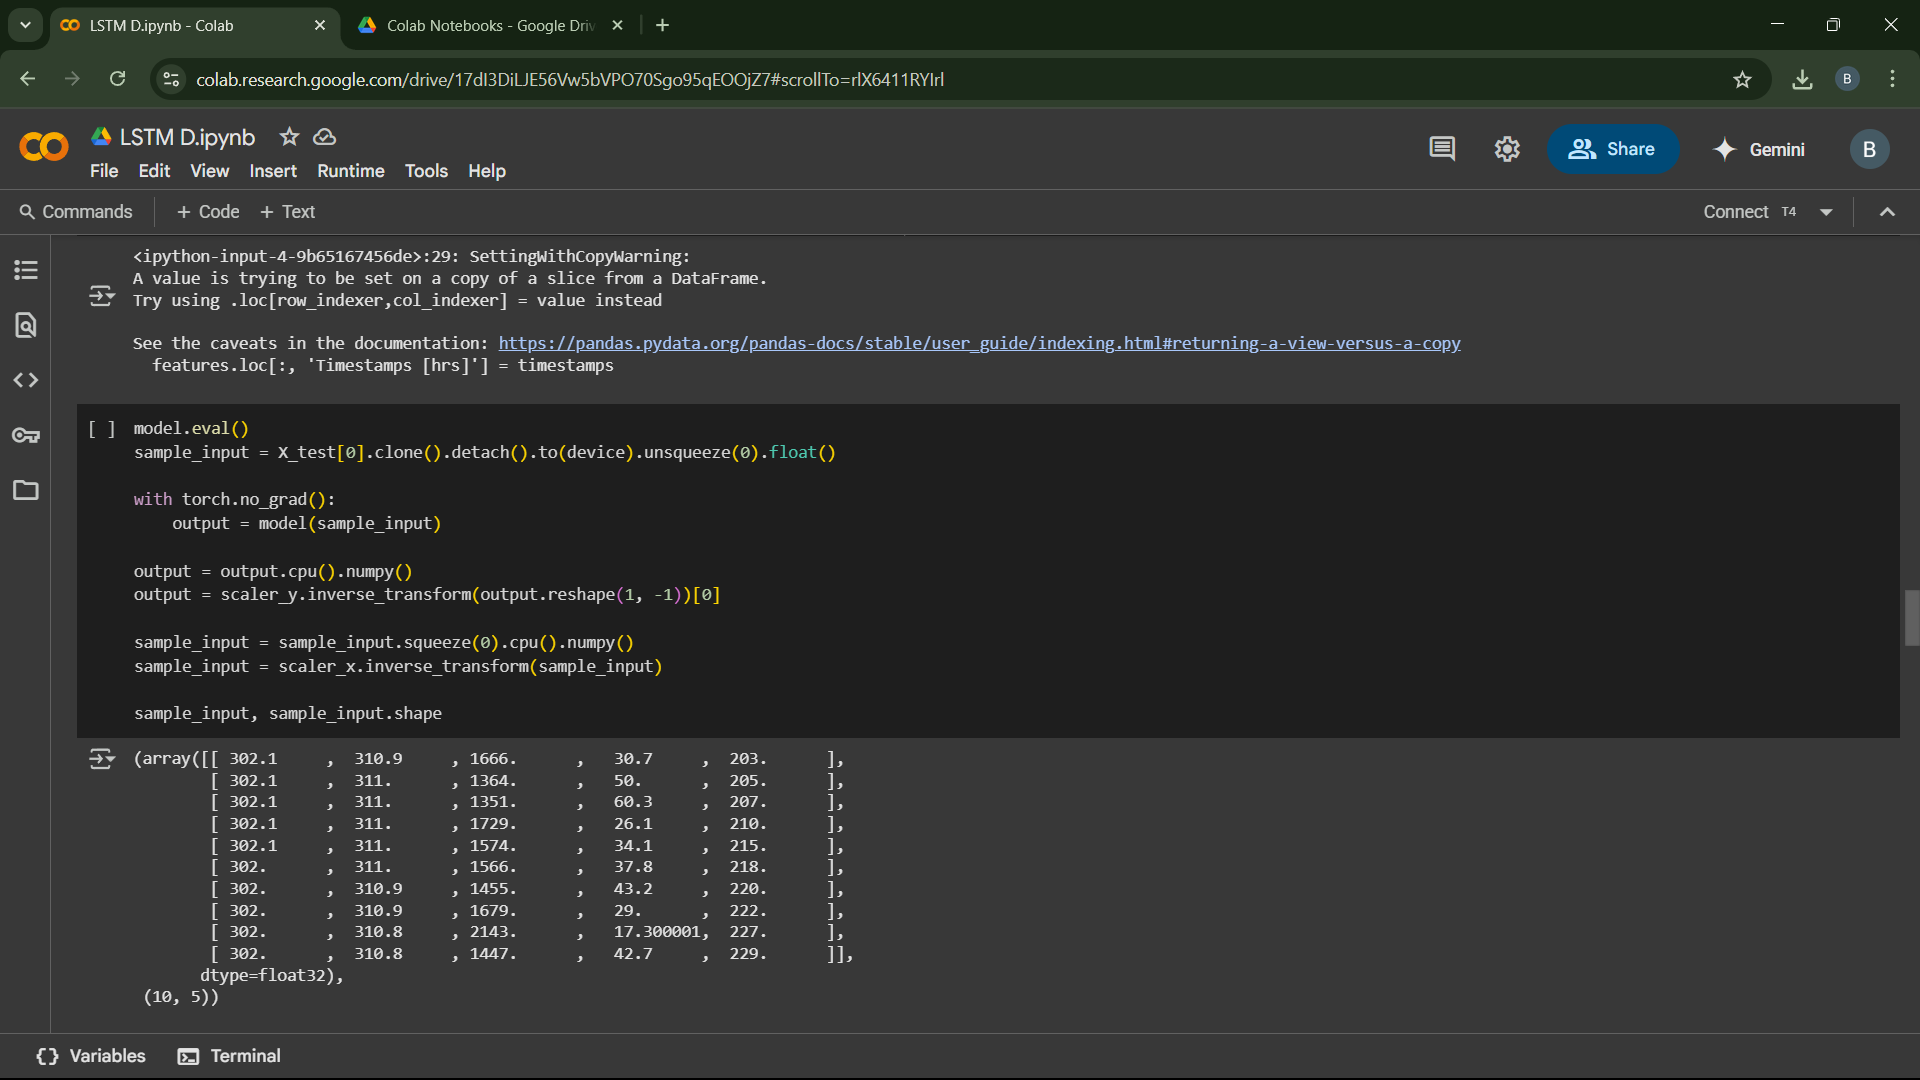 LSTM D.ipynb - Colab
Colab Notebooks - Google Driv
colab.research.google.com/drive/17dI3DiLJE56Vw5bVPO70Sgo95qEOOjZ7#scrollTo=rlX6411RYIrl
B
LSTM D.ipynb
File Edit View Insert Runtime Tools Help
Share
Gemini
B
Commands + Code + Text
Connect T4
<ipython-input-4-9b65167456de>:29: SettingWithCopyWarning:
A value is trying to be set on a copy of a slice from a DataFrame.
Try using .loc[row_indexer,col_indexer] = value instead
See the caveats in the documentation: https://pandas.pydata.org/pandas-docs/stable/user_guide/indexing.html#returning-a-view-versus-a-copy
features.loc[:, 'Timestamps [hrs]'] = timestamps
[ ] model.eval()
sample_input = X_test[0].clone().detach().to(device).unsqueeze(0).float()
with torch.no_grad():
output = model(sample_input)
output = output.cpu().numpy()
output = scaler_y.inverse_transform(output.reshape(1, -1))[0]
sample_input = sample_input.squeeze(0).cpu().numpy()
sample_input = scaler_x.inverse_transform(sample_input)
sample_input, sample_input.shape
(array([[ 302.1 , 310.9 , 1666. , 30.7 , 203. ],
[ 302.1 , 311. , 1364. , 50. , 205. ],
[ 302.1 , 311. , 1351. , 60.3 , 207. ],
[ 302.1 , 311. , 1729. , 26.1 , 210. ],
[ 302.1 , 311. , 1574. , 34.1 , 215. ],
[ 302. , 311. , 1566. , 37.8 , 218. ],
[ 302. , 310.9 , 1455. , 43.2 , 220. ],
[ 302. , 310.9 , 1679. , 29. , 222. ],
[ 302. , 310.8 , 2143. , 17.300001, 227. ],
[ 302. , 310.8 , 1447. , 42.7 , 229. ]],
dtype=float32),
(10, 5))
Variables Terminal